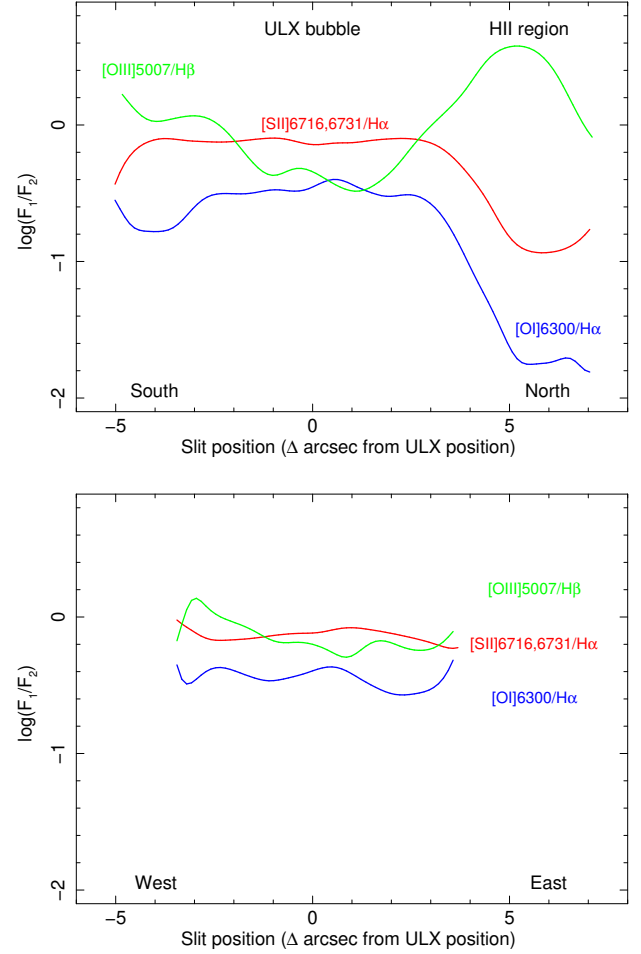 ULX bubble
HII region
[OIII]5007/Hβ
[SII]6716,6731/Hα
[OI]6300/Hα
South
North
0
−1
−2
log(F1/F2)
−5
0
5
Slit position (Δ arcsec from ULX position)
[OIII]5007/Hβ
[SII]6716,6731/Hα
[OI]6300/Hα
West
East
0
−1
−2
log(F1/F2)
−5
0
5
Slit position (Δ arcsec from ULX position)